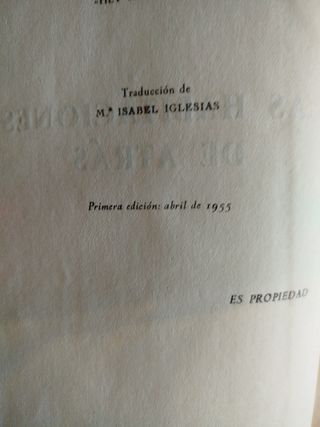 Traducción de
M.ª ISABEL IGLESIAS
Primera edición: abril de 1955
ES PROPIEDAD